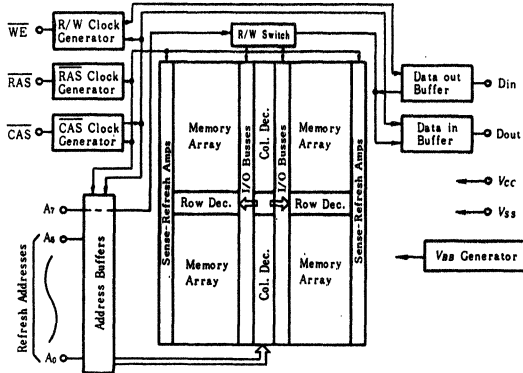 WE
R/W Clock
Generator
RAS
RAS Clock
Generator
CAS
CAS Clock
Generator
R/W Switch
Data out
Buffer
Din
Data in
Buffer
Dout
VCC
VSS
VBB Generator
Sense-Refresh Amps
Memory
Array
I/O Busses
Col. Dec.
I/O Busses
Memory
Array
Sense-Refresh Amps
Row Dec.
Row Dec.
Memory
Array
Col. Dec.
Memory
Array
A7
A6
A0
Refresh Addresses
Address Buffers